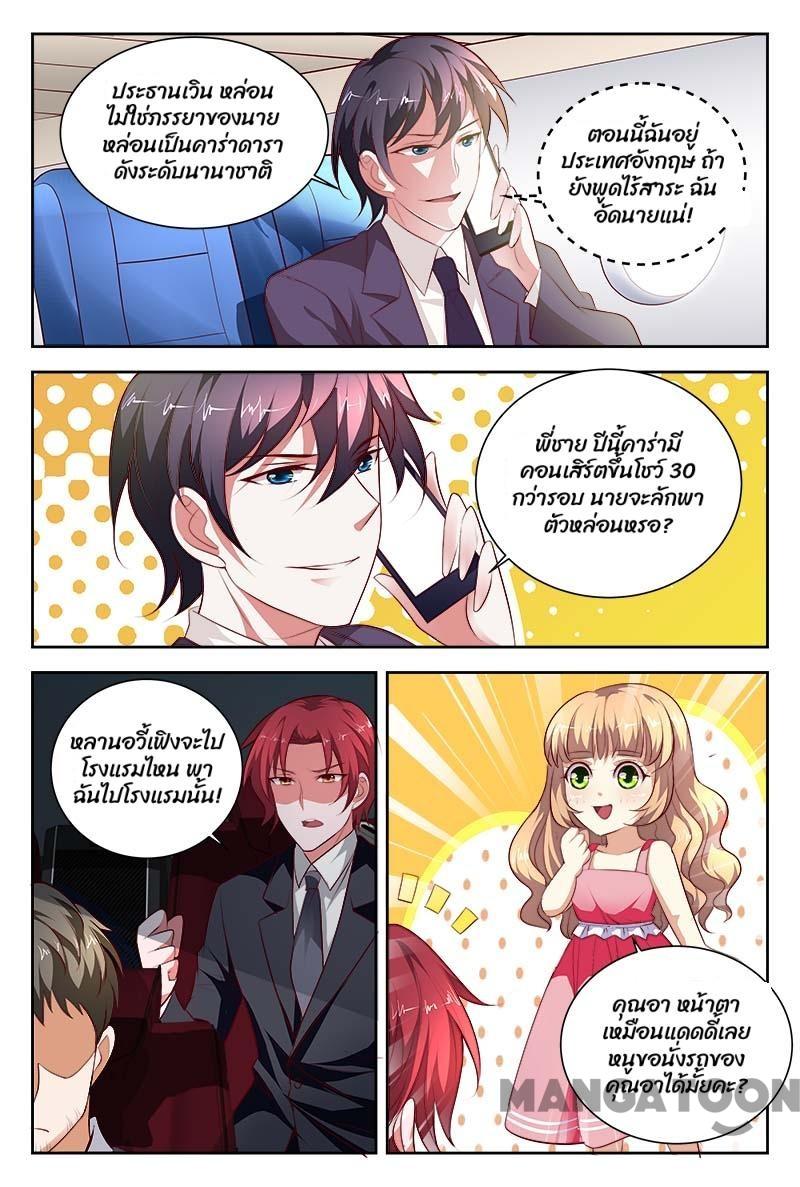 ประธานเวิน หล่อน
ไม่ใช่ภรรยาของนาย
หล่อนเป็นคาร่าดารา
ดังระดับนานาชาติ
ตอนนี้ฉันอยู่
ประเทศอังกฤษ ถ้า
ยังพูดไร้สาระ ฉัน
อัดนายแน่!
พี่ชาย ปีนี้คาร่ามี
คอนเสิร์ตขึ้นโชว์ 30
กว่ารอบ นายจะลักพา
ตัวหล่อนหรอ?
หลานอวี้เฟิงจะไป
โรงแรมไหน พา
ฉันไปโรงแรมนั้น!
คุณอา หน้าตา
เหมือนแดดดี้เลย
หนูขอนั่งรถของ
คุณอาได้มั้ยคะ?
MANGATOON